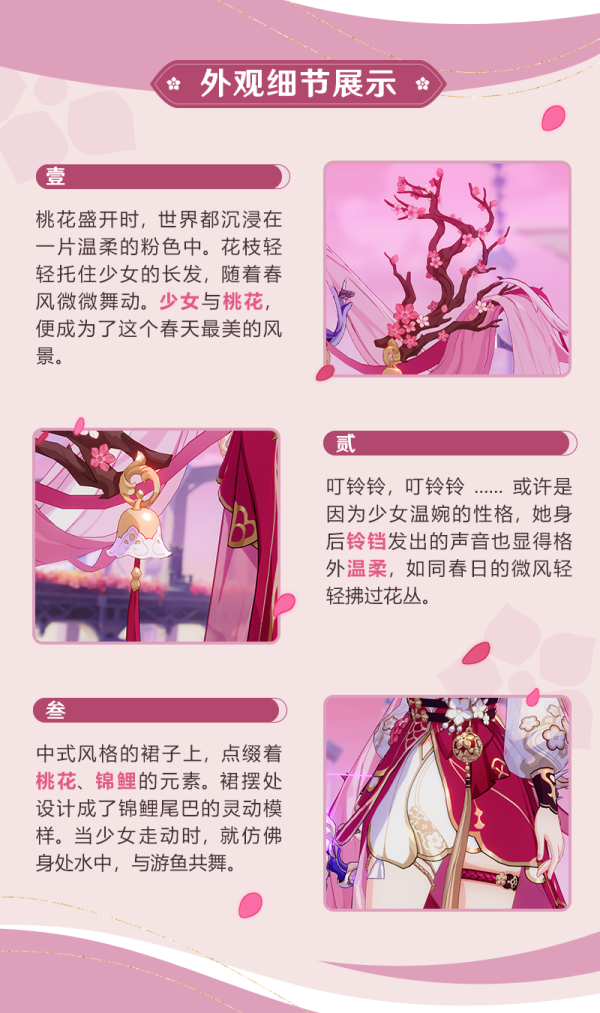 外观细节展示
壹
桃花盛开时，世界都沉浸在
一片温柔的粉色中。花枝轻
轻托住少女的长发，随着春
风微微舞动。少女与桃花，
便成为了这个春天最美的风
景。
贰
叮铃铃，叮铃铃 ...... 或许是
因为少女温婉的性格，她身
后铃铛发出的声音也显得格
外温柔，如同春日的微风轻
轻拂过花丛。
叁
中式风格的裙子上，点缀着
桃花、锦鲤的元素。裙摆处
设计成了锦鲤尾巴的灵动模
样。当少女走动时，就仿佛
身处水中，与游鱼共舞。